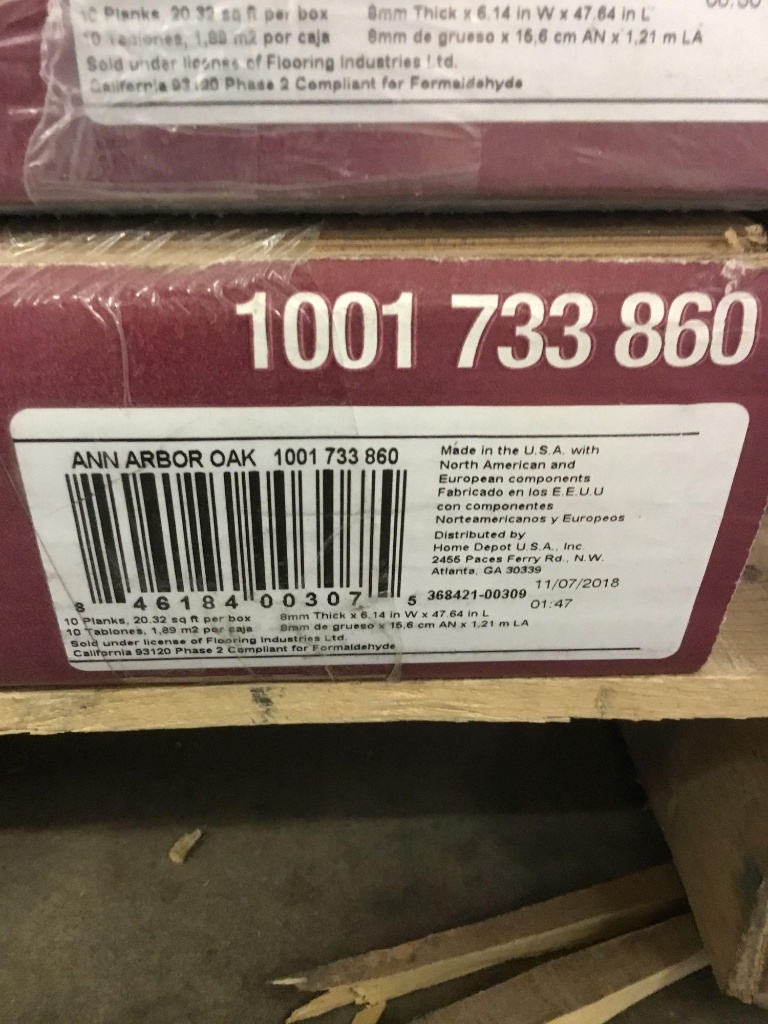 10 Planks, 20.32 sq ft per box 8mm Thick x 6.14 in W x 47.64 in L
10 Tablones, 1,89 m2 por caja 8mm de grueso x 15,6 cm AN x 1,21 m LA
Sold under license of Flooring Industries Ltd.
California 93120 Phase 2 Compliant for Formaldehyde
1001 733 860
ANN ARBOR OAK 1001 733 860
Made in the U.S.A. with
North American and
European components
Fabricado en los E.E.U.U
con componentes
Norteamericanos y Europeos
Distributed by
Home Depot U.S.A., Inc.
2455 Paces Ferry Rd., N.W.
Atlanta, GA 30339
11/07/2018
8 46184 00307 5
368421-00309
01:47
10 Planks, 20.32 sq ft per box 8mm Thick x 6.14 in W x 47.64 in L
10 Tablones, 1,89 m2 por caja 8mm de grueso x 15,6 cm AN x 1,21 m LA
Sold under license of Flooring Industries Ltd.
California 93120 Phase 2 Compliant for Formaldehyde